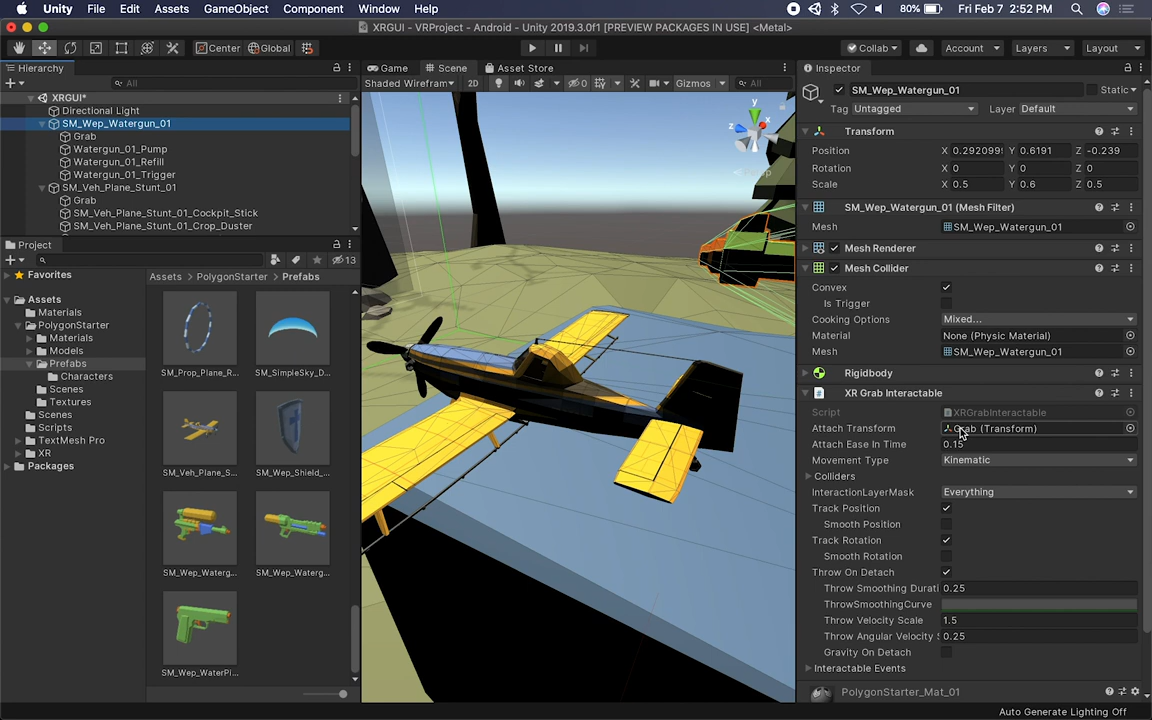 Unity File Edit Assets GameObject Component Window Help 80% Fri Feb 7 2:52 PM
XRGUI - VRProject - Android - Unity 2019.3.0f1 [PREVIEW PACKAGES IN USE] <Metal>
Center Global Collab Account Layers Layout
Hierarchy
All
XRGUI*
Directional Light
SM_Wep_Watergun_01
Grab
Watergun_01_Pump
Watergun_01_Refill
Watergun_01_Trigger
SM_Veh_Plane_Stunt_01
Grab
SM_Veh_Plane_Stunt_01_Cockpit_Stick
SM_Veh_Plane_Stunt_01_Crop_Duster
Project
13
Favorites
Assets
Materials
PolygonStarter
Materials
Models
Prefabs
Characters
Scenes
Textures
Scenes
Scripts
TextMesh Pro
XR
Packages
Assets > PolygonStarter > Prefabs
SM_Prop_Plane_R... SM_SimpleSky_D...
SM_Veh_Plane_S... SM_Wep_Shield_...
SM_Wep_Waterg... SM_Wep_Waterg...
SM_Wep_WaterPi...
Game Scene Asset Store
Shaded Wirefram 2D 0 Gizmos All
y
x
z
Persp
Inspector
SM_Wep_Watergun_01 Static
Tag Untagged Layer Default
Transform
Position X 0.292099 Y 0.6191 Z -0.239
Rotation X 0 Y 0 Z 0
Scale X 0.5 Y 0.6 Z 0.5
SM_Wep_Watergun_01 (Mesh Filter)
Mesh SM_Wep_Watergun_01
Mesh Renderer
Mesh Collider
Convex
Is Trigger
Cooking Options Mixed...
Material None (Physic Material)
Mesh SM_Wep_Watergun_01
Rigidbody
XR Grab Interactable
Script XRGrabInteractable
Attach Transform Grab (Transform)
Attach Ease In Time 0.15
Movement Type Kinematic
Colliders
InteractionLayerMask Everything
Track Position
Smooth Position
Track Rotation
Smooth Rotation
Throw On Detach
Throw Smoothing Durati 0.25
ThrowSmoothingCurve
Throw Velocity Scale 1.5
Throw Angular Velocity S 0.25
Gravity On Detach
Interactable Events
PolygonStarter_Mat_01
Auto Generate Lighting Off